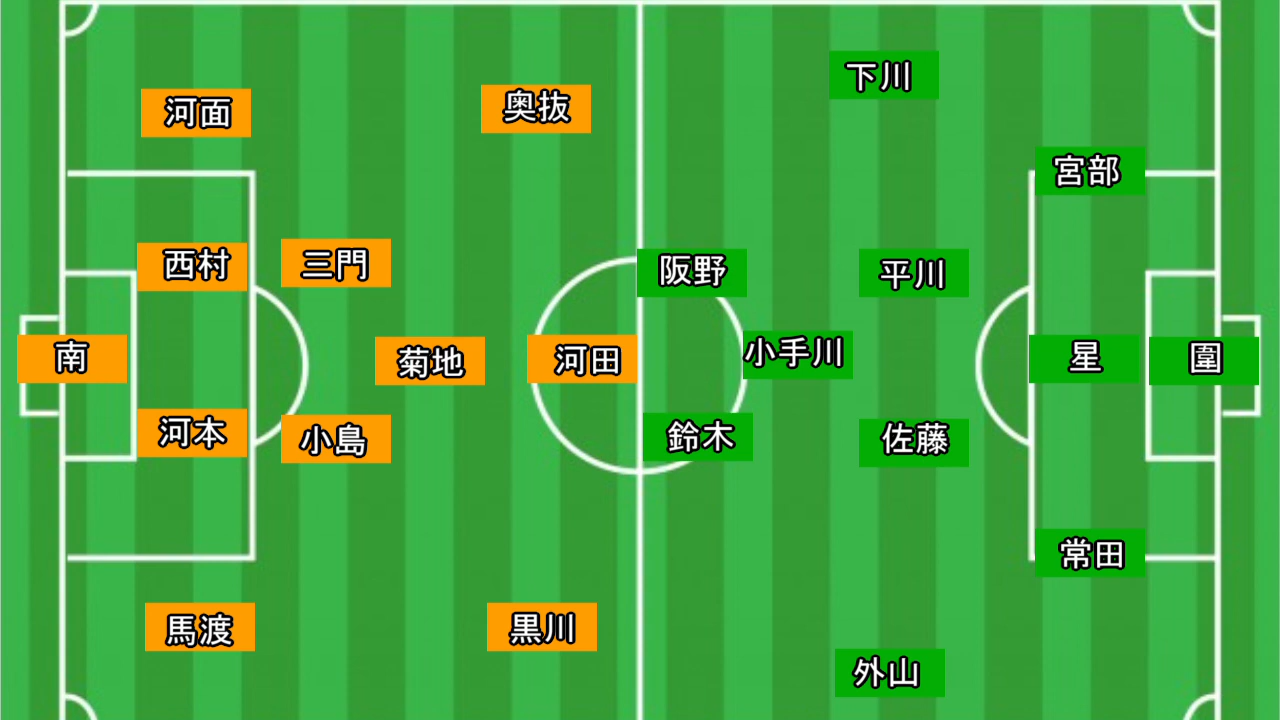 下川
河面
奥抜
宮部
西村
三門
阪野
平川
南
菊地
河田
小手川
星
圍
河本
小島
鈴木
佐藤
常田
馬渡
黒川
外山